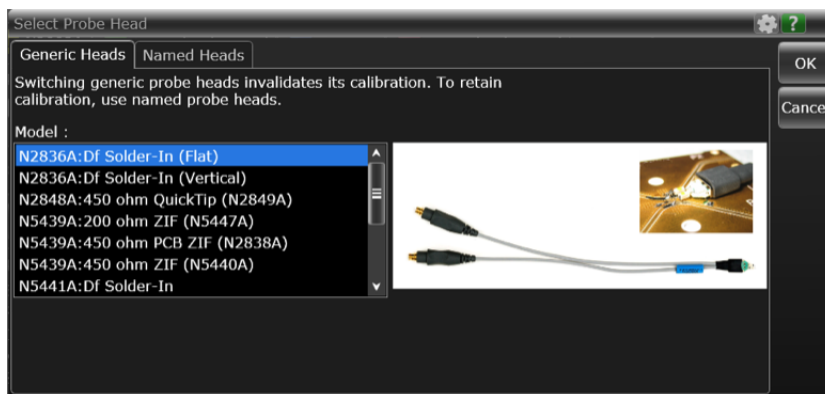 Select Probe Head
?
Generic Heads
Named Heads
OK
Switching generic probe heads invalidates its calibration. To retain
calibration, use named probe heads.
Cance
Model :
N2836A:Df Solder-In (Flat)
N2836A:Df Solder-In (Vertical)
N2848A:450 ohm QuickTip (N2849A)
N5439A:200 ohm ZIF (N5447A)
N5439A:450 ohm PCB ZIF (N2838A)
N5439A:450 ohm ZIF (N5440A)
N5441A:Df Solder-In